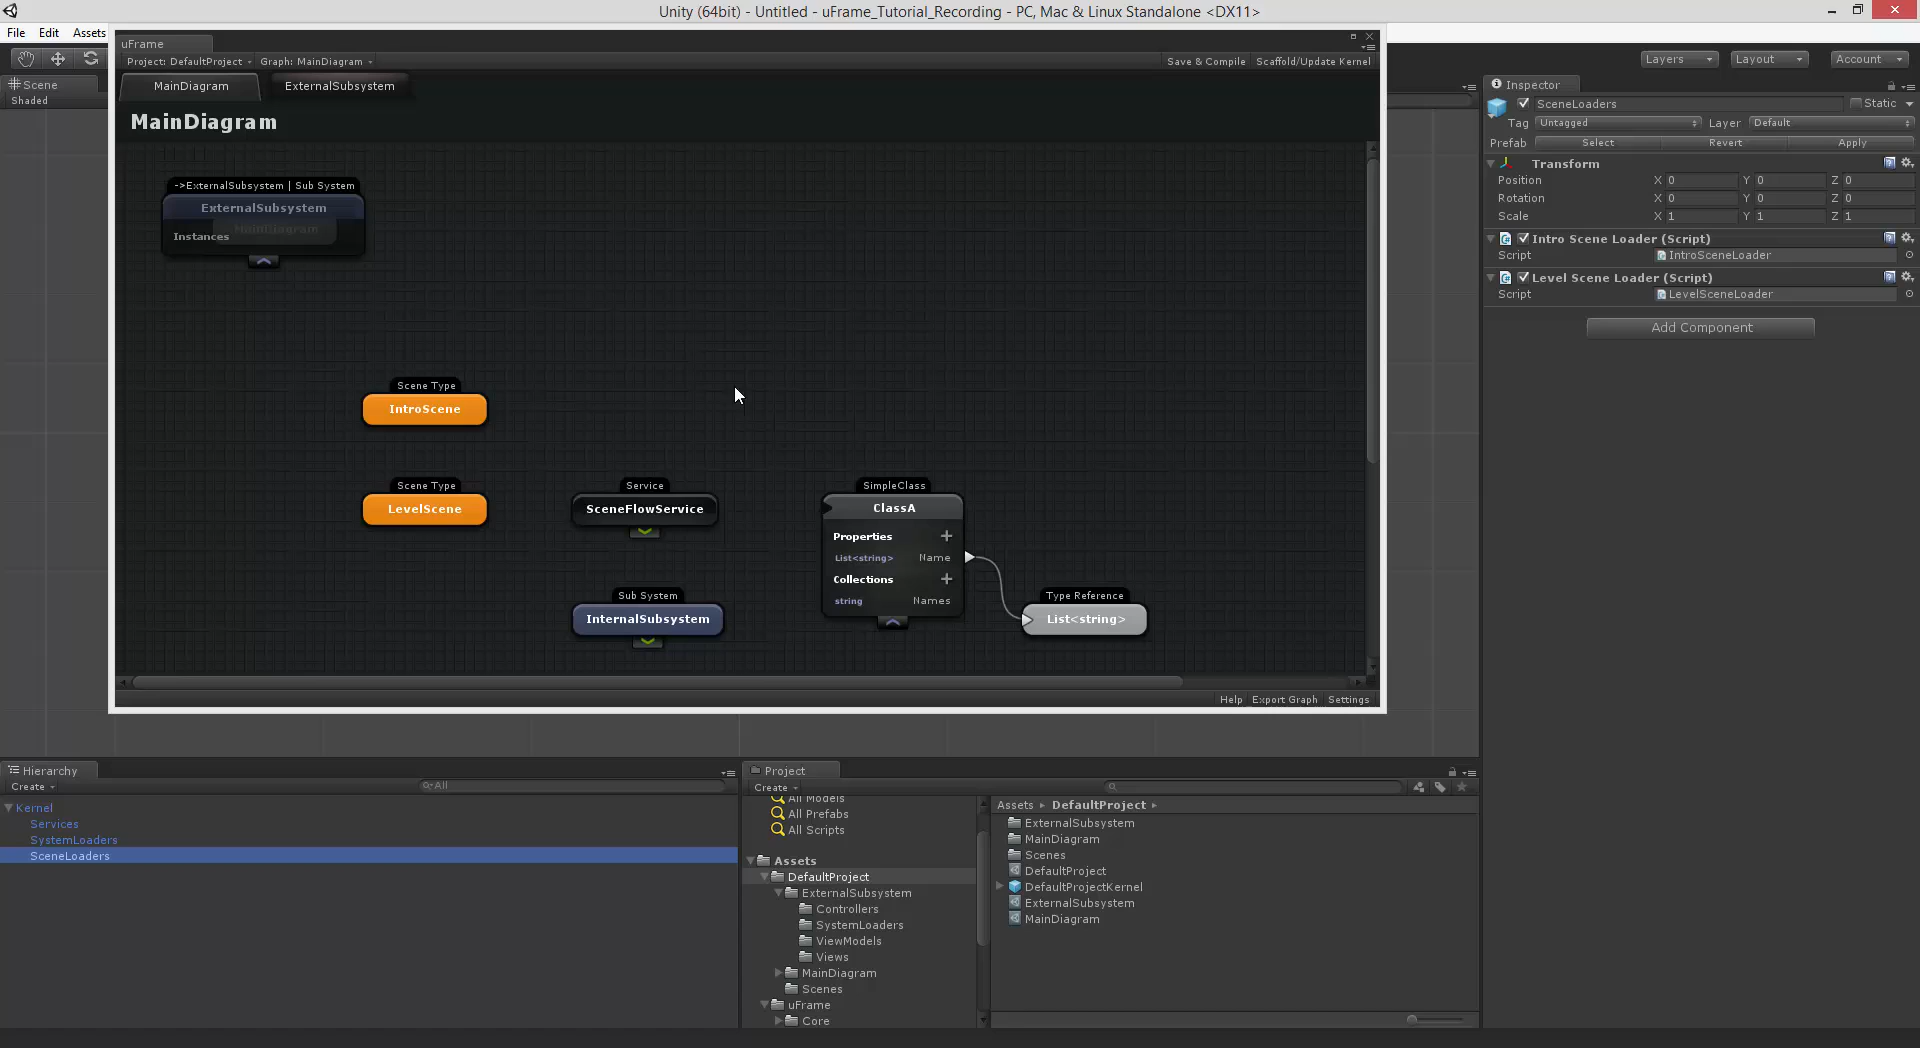 Unity (64bit) - Untitled - uFrame_Tutorial_Recording - PC, Mac & Linux Standalone <DX11>
File Edit Assets
uFrame
Project: DefaultProject Graph: MainDiagram Save & Compile Scaffold/Update Kernel
Layers Layout Account
Scene
Shaded
MainDiagram ExternalSubsystem
MainDiagram
->ExternalSubsystem | Sub System
ExternalSubsystem
MainDiagram
Instances
Scene Type
IntroScene
Scene Type
LevelScene
Service
SceneFlowService
Sub System
InternalSubsystem
SimpleClass
ClassA
Properties
List<string> Name
Collections
string Names
Type Reference
List<string>
Help Export Graph Settings
Inspector
SceneLoaders Static
Tag Untagged Layer Default
Prefab Select Revert Apply
Transform
Position X 0 Y 0 Z 0
Rotation X 0 Y 0 Z 0
Scale X 1 Y 1 Z 1
Intro Scene Loader (Script)
Script IntroSceneLoader
Level Scene Loader (Script)
Script LevelSceneLoader
Add Component
Hierarchy
Create All
Kernel
Services
SystemLoaders
SceneLoaders
Project
Create
All Models
All Prefabs
All Scripts
Assets
DefaultProject
ExternalSubsystem
Controllers
SystemLoaders
ViewModels
Views
MainDiagram
Scenes
uFrame
Core
Assets DefaultProject
ExternalSubsystem
MainDiagram
Scenes
DefaultProject
DefaultProjectKernel
ExternalSubsystem
MainDiagram